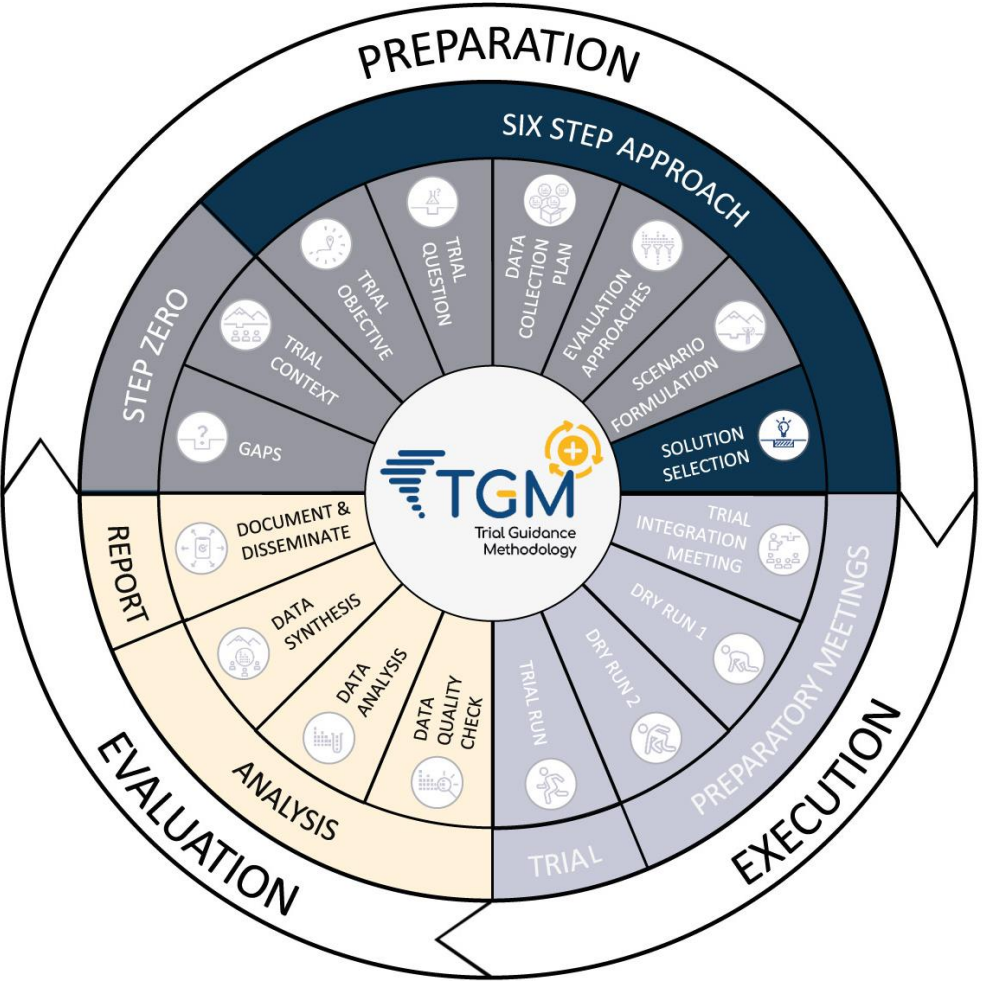 PREPARATION
SIX STEP APPROACH
STEP ZERO
GAPS
TRIAL
CONTEXT
TRIAL
OBJECTIVE
TRIAL
QUESTION
DATA
COLLECTION
PLAN
EVALUATION
APPROACHES
SCENARIO
FORMULATION
SOLUTION
SELECTION
TGM
Trial Guidance
Methodology
EXECUTION
PREPARATORY MEETINGS
TRIAL
INTEGRATION
MEETING
DRY RUN 1
DRY RUN 2
TRIAL
TRIAL RUN
EVALUATION
ANALYSIS
DATA
QUALITY
CHECK
DATA
ANALYSIS
DATA
SYNTHESIS
REPORT
DOCUMENT &
DISSEMINATE